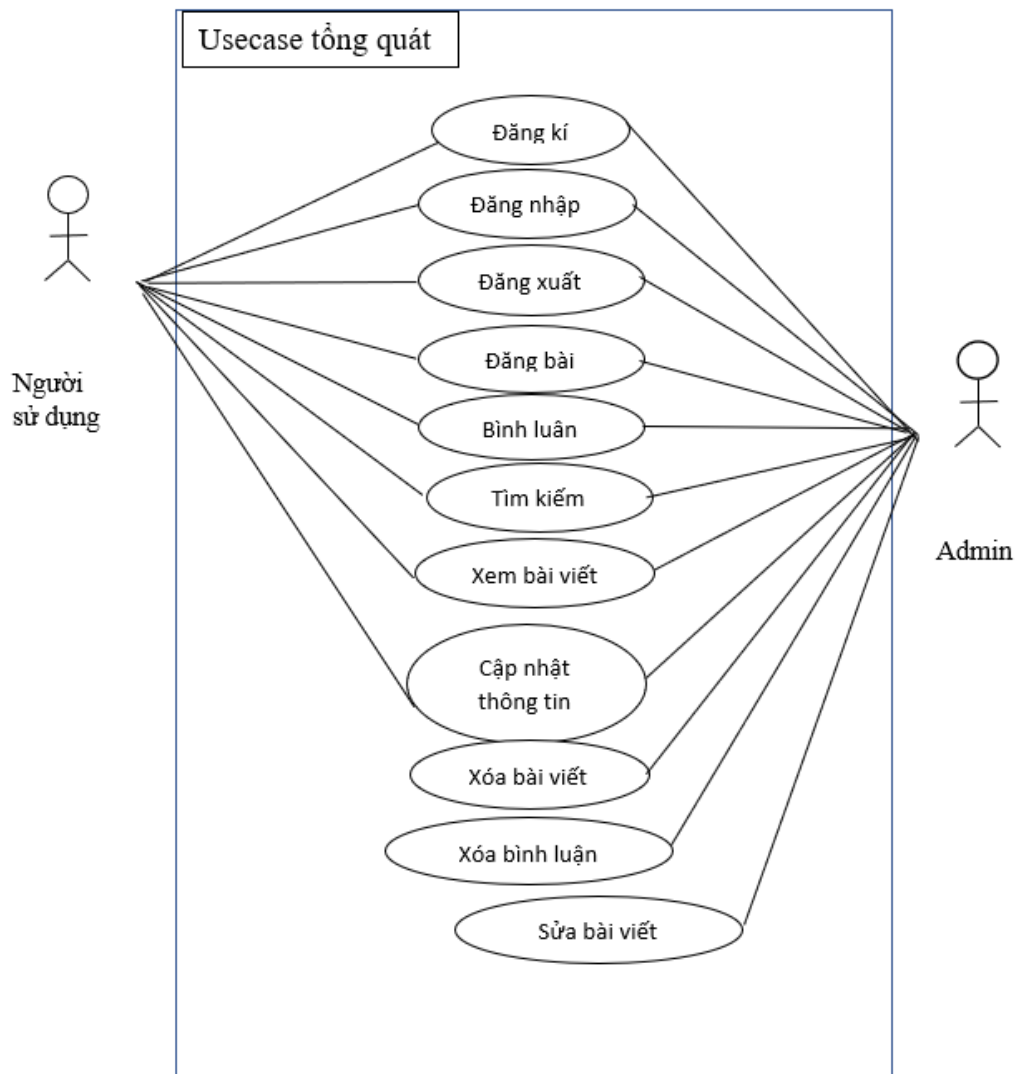 Usecase tổng quát
Đăng kí
Đăng nhập
Đăng xuất
Đăng bài
Bình luân
Tìm kiếm
Xem bài viết
Cập nhật
thông tin
Xóa bài viết
Xóa bình luận
Sửa bài viết
Người
sử dụng
Admin